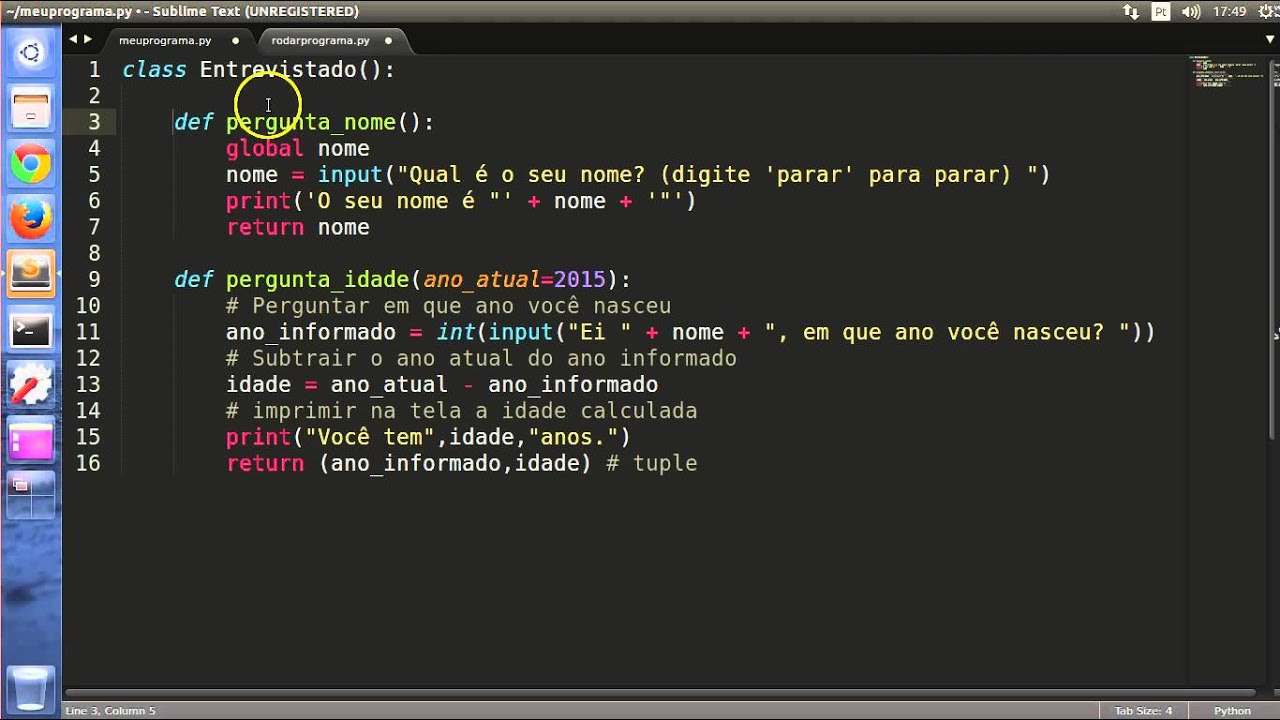 ~/meuprograma.py • - Sublime Text (UNREGISTERED)
Pt
17:49
meuprograma.py
rodarprograma.py
1 class Entrevistado():
2
3     def pergunta_nome():
4         global nome
5         nome = input("Qual é o seu nome? (digite 'parar' para parar) ")
6         print('O seu nome é "' + nome + '"')
7         return nome
8
9     def pergunta_idade(ano_atual=2015):
10         # Perguntar em que ano você nasceu
11         ano_informado = int(input("Ei " + nome + ", em que ano você nasceu? "))
12         # Subtrair o ano atual do ano informado
13         idade = ano_atual - ano_informado
14         # imprimir na tela a idade calculada
15         print("Você tem",idade,"anos.")
16         return (ano_informado,idade) # tuple
Line 3, Column 5
Tab Size: 4
Python